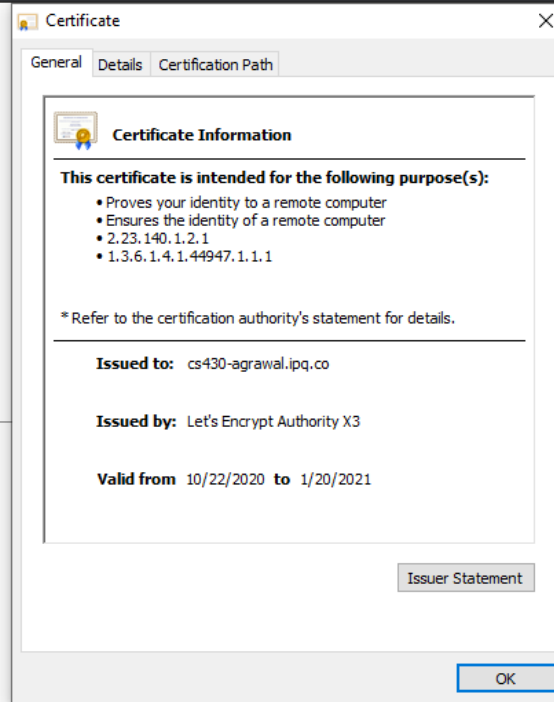 Certificate
General Details Certification Path
Certificate Information
This certificate is intended for the following purpose(s):
• Proves your identity to a remote computer
• Ensures the identity of a remote computer
• 2.23.140.1.2.1
• 1.3.6.1.4.1.44947.1.1.1
* Refer to the certification authority's statement for details.
Issued to: cs430-agrawal.ipq.co
Issued by: Let's Encrypt Authority X3
Valid from 10/22/2020 to 1/20/2021
Issuer Statement
OK